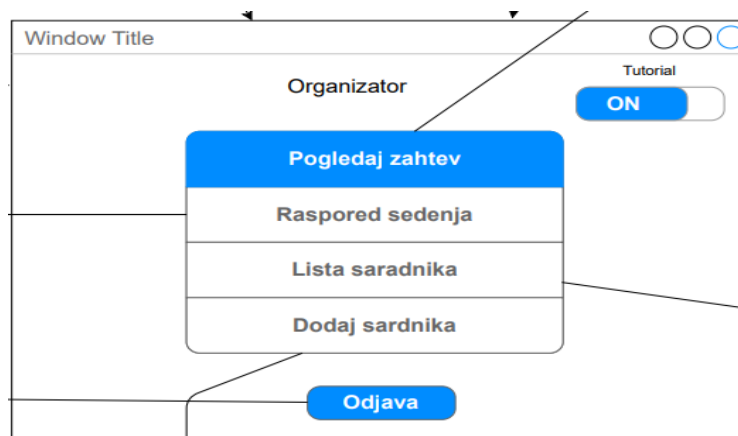 Window Title
Tutorial
Organizator
ON
Pogledaj zahtev
Raspored sedenja
Lista saradnika
Dodaj sardnika
Odjava